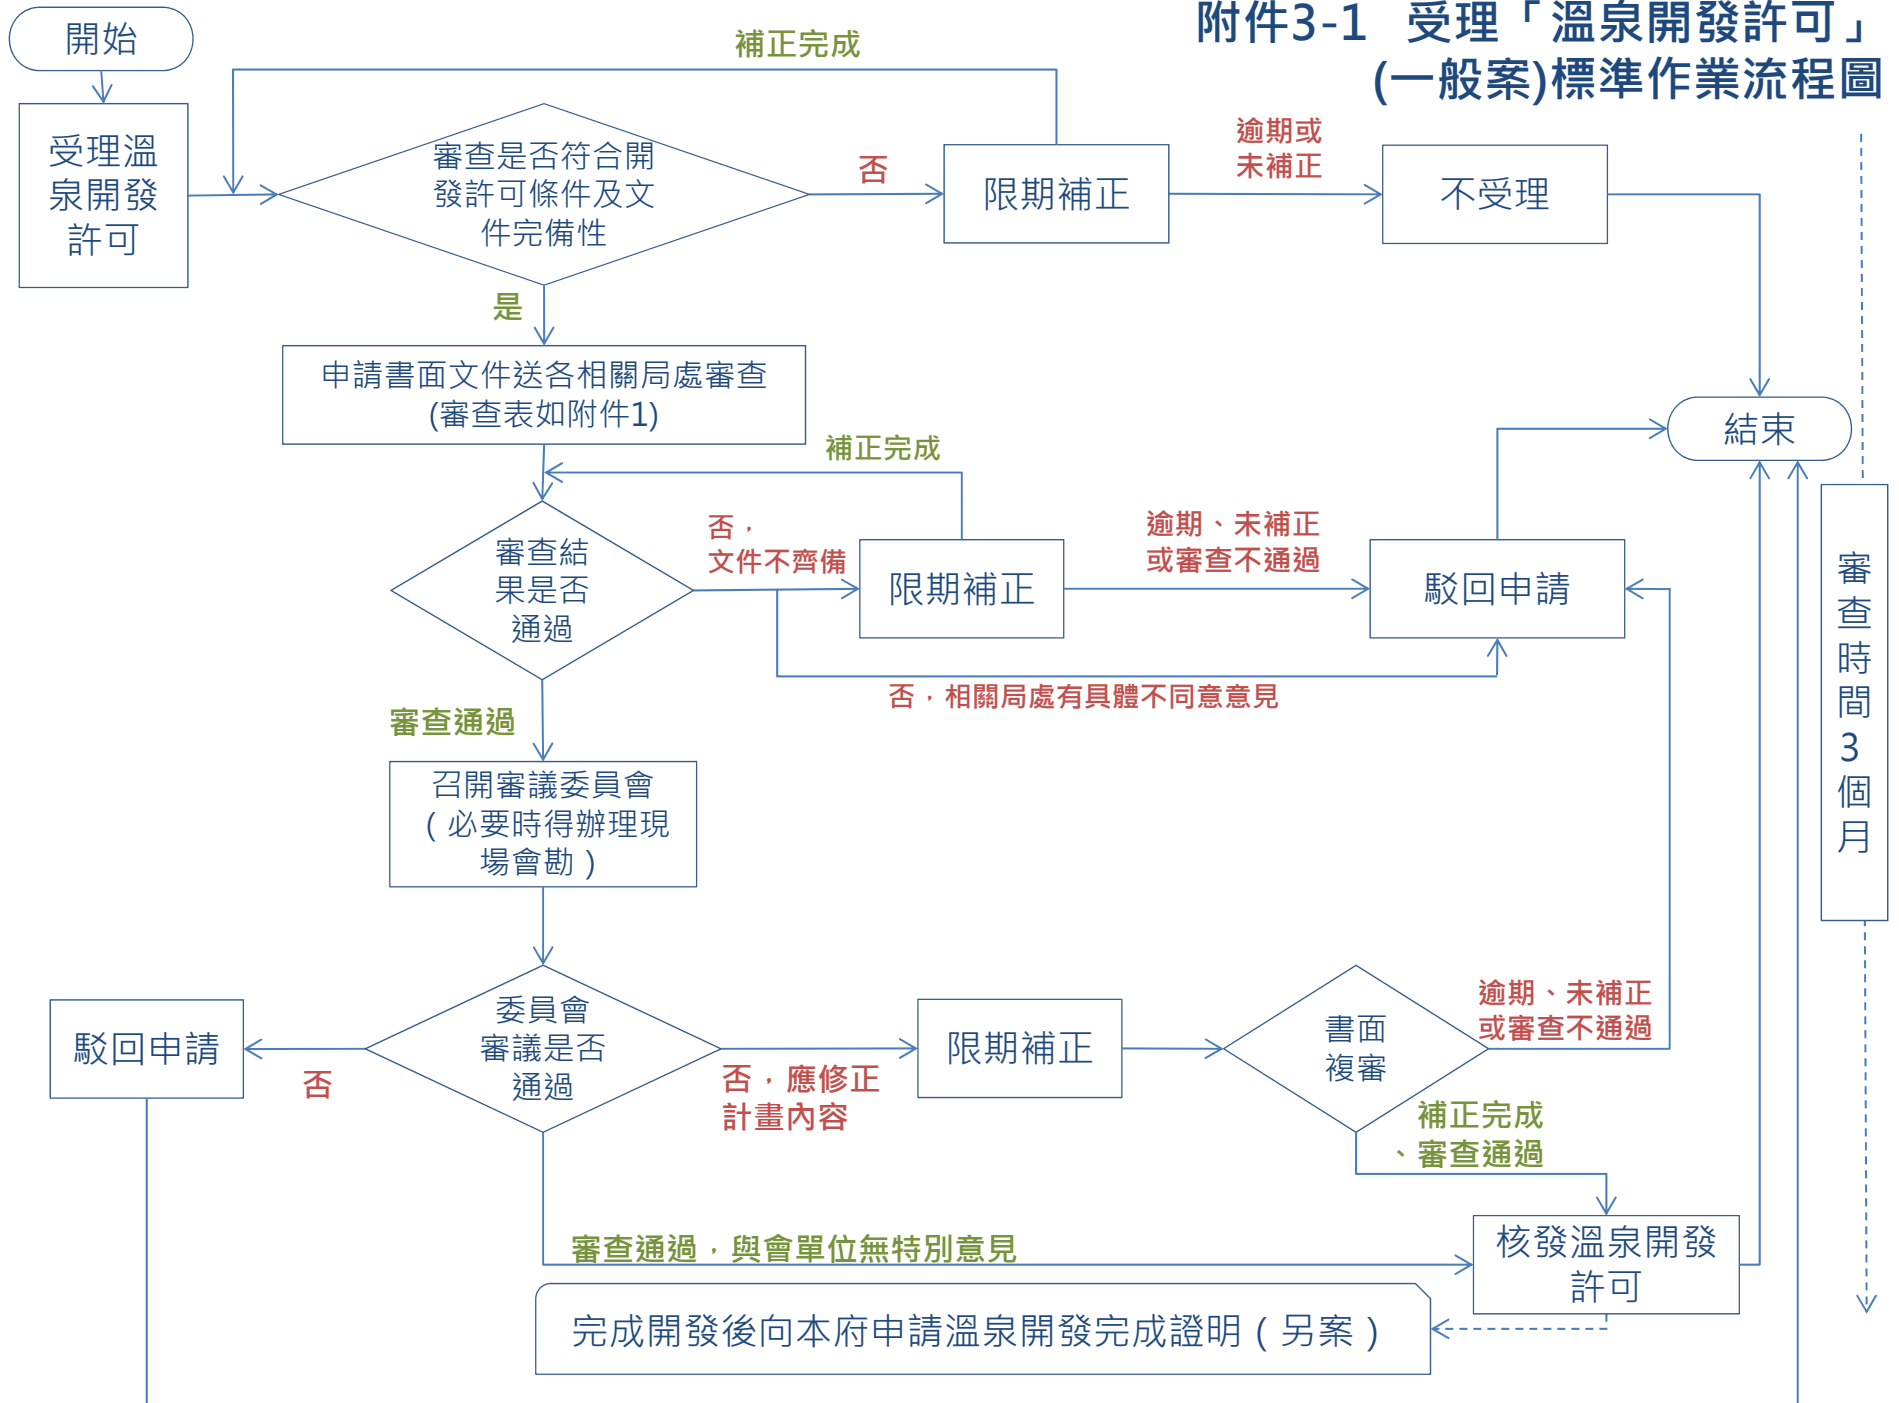 附件3-1 受理「溫泉開發許可」
(一般案)標準作業流程圖
開始
補正完成
受理溫
泉開發
許可
審查是否符合開
發許可條件及文
件完備性
否
限期補正
逾期或
未補正
不受理
是
申請書面文件送各相關局處審查
(審查表如附件1)
結束
補正完成
審查結
果是否
通過
否，
文件不齊備
限期補正
逾期、未補正
或審查不通過
駁回申請
審查時間3個月
否，相關局處有具體不同意意見
審查通過
召開審議委員會
（必要時得辦理現
場會勘）
駁回申請
否
委員會
審議是否
通過
否，應修正
計畫內容
限期補正
書面
複審
逾期、未補正
或審查不通過
補正完成
、審查通過
審查通過，與會單位無特別意見
核發溫泉開發
許可
完成開發後向本府申請溫泉開發完成證明（另案）